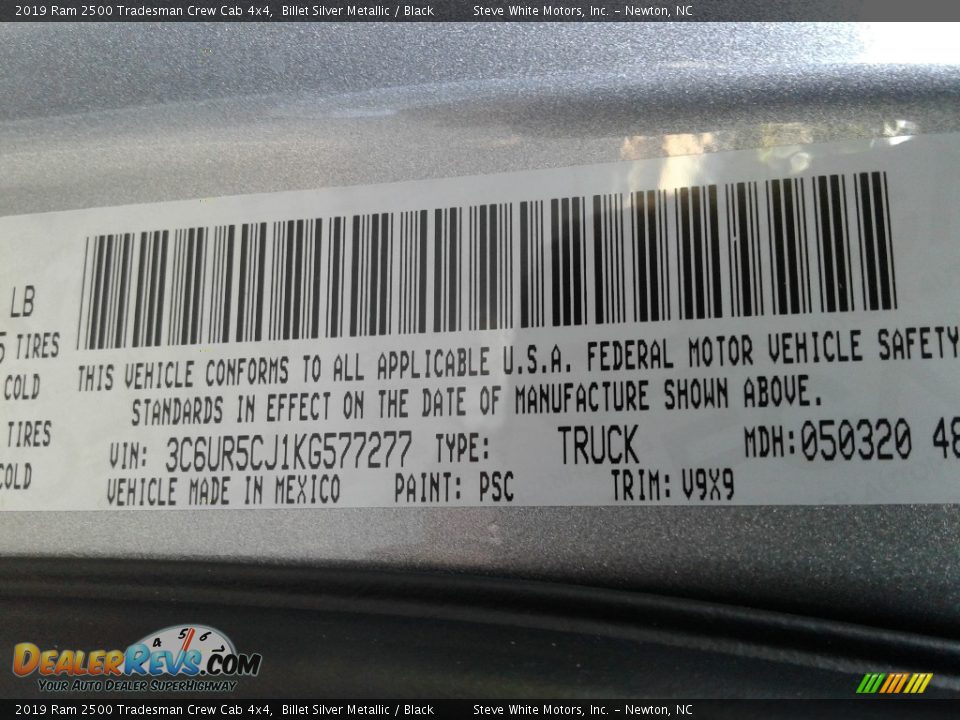 2019 Ram 2500 Tradesman Crew Cab 4x4, Billet Silver Metallic / Black Steve White Motors, Inc. - Newton, NC
LB
TIRES
COLD
TIRES
COLD
THIS VEHICLE CONFORMS TO ALL APPLICABLE U.S.A. FEDERAL MOTOR VEHICLE SAFETY
STANDARDS IN EFFECT ON THE DATE OF MANUFACTURE SHOWN ABOVE.
VIN: 3C6UR5CJ1KG577277 TYPE: TRUCK MDH:050320 48
VEHICLE MADE IN MEXICO PAINT: PSC TRIM: V9X9
4 5 6
DEALERREVS.COM
YOUR AUTO DEALER SUPERHIGHWAY
2019 Ram 2500 Tradesman Crew Cab 4x4, Billet Silver Metallic / Black Steve White Motors, Inc. - Newton, NC